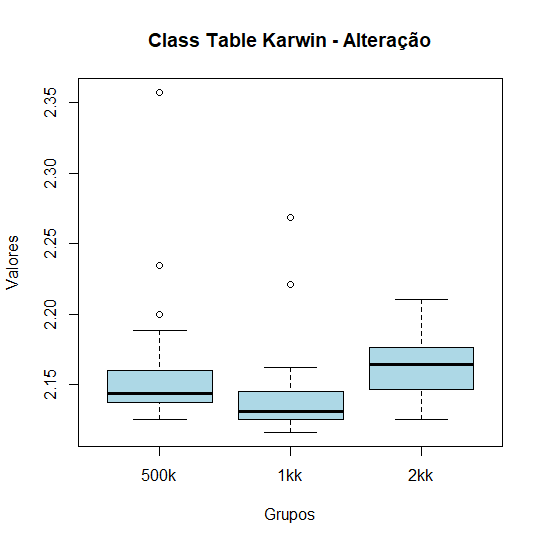 Class Table Karwin - Alteração
Valores
2.35
2.30
2.25
2.20
2.15
500k
1kk
2kk
Grupos